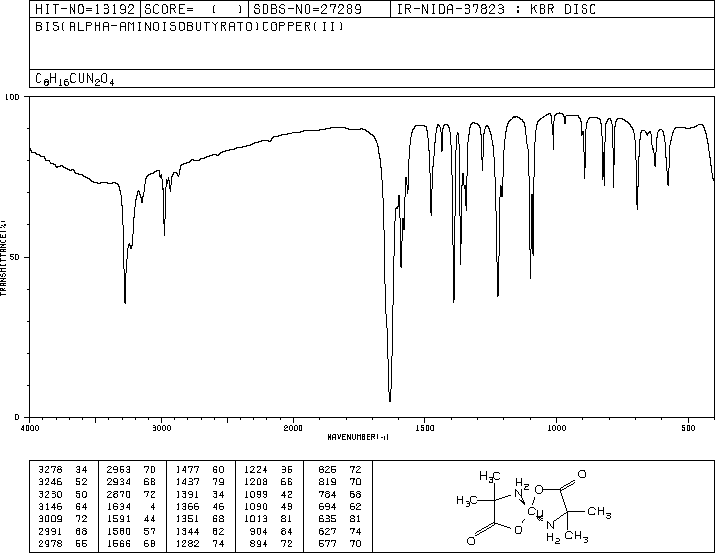 HIT-NO=13192 SCORE= ( ) SDBS-NO=27289 IR-NIDA-37823 : KBR DISC
BIS(ALPHA-AMINOISOBUTYRATO)COPPER(II)
C8H16CUN2O4
100
50
0
TRANSMITTANCE(%)
4000 3000 2000 1500 1000 500
WAVENUMBER(-1)
3278 34 2953 70 1477 60 1224 36 625 72
3246 52 2934 68 1437 79 1208 66 819 70
3230 50 2870 72 1391 34 1099 42 784 68
3146 64 1634 4 1366 46 1090 49 694 62
3009 72 1591 44 1351 68 1013 81 635 81
2991 68 1580 57 1344 62 904 84 627 74
2978 55 1566 68 1282 74 894 72 577 70
H3C
H2
N
O
O
H3C
Cu
CH3
O
O
N
H2
CH3